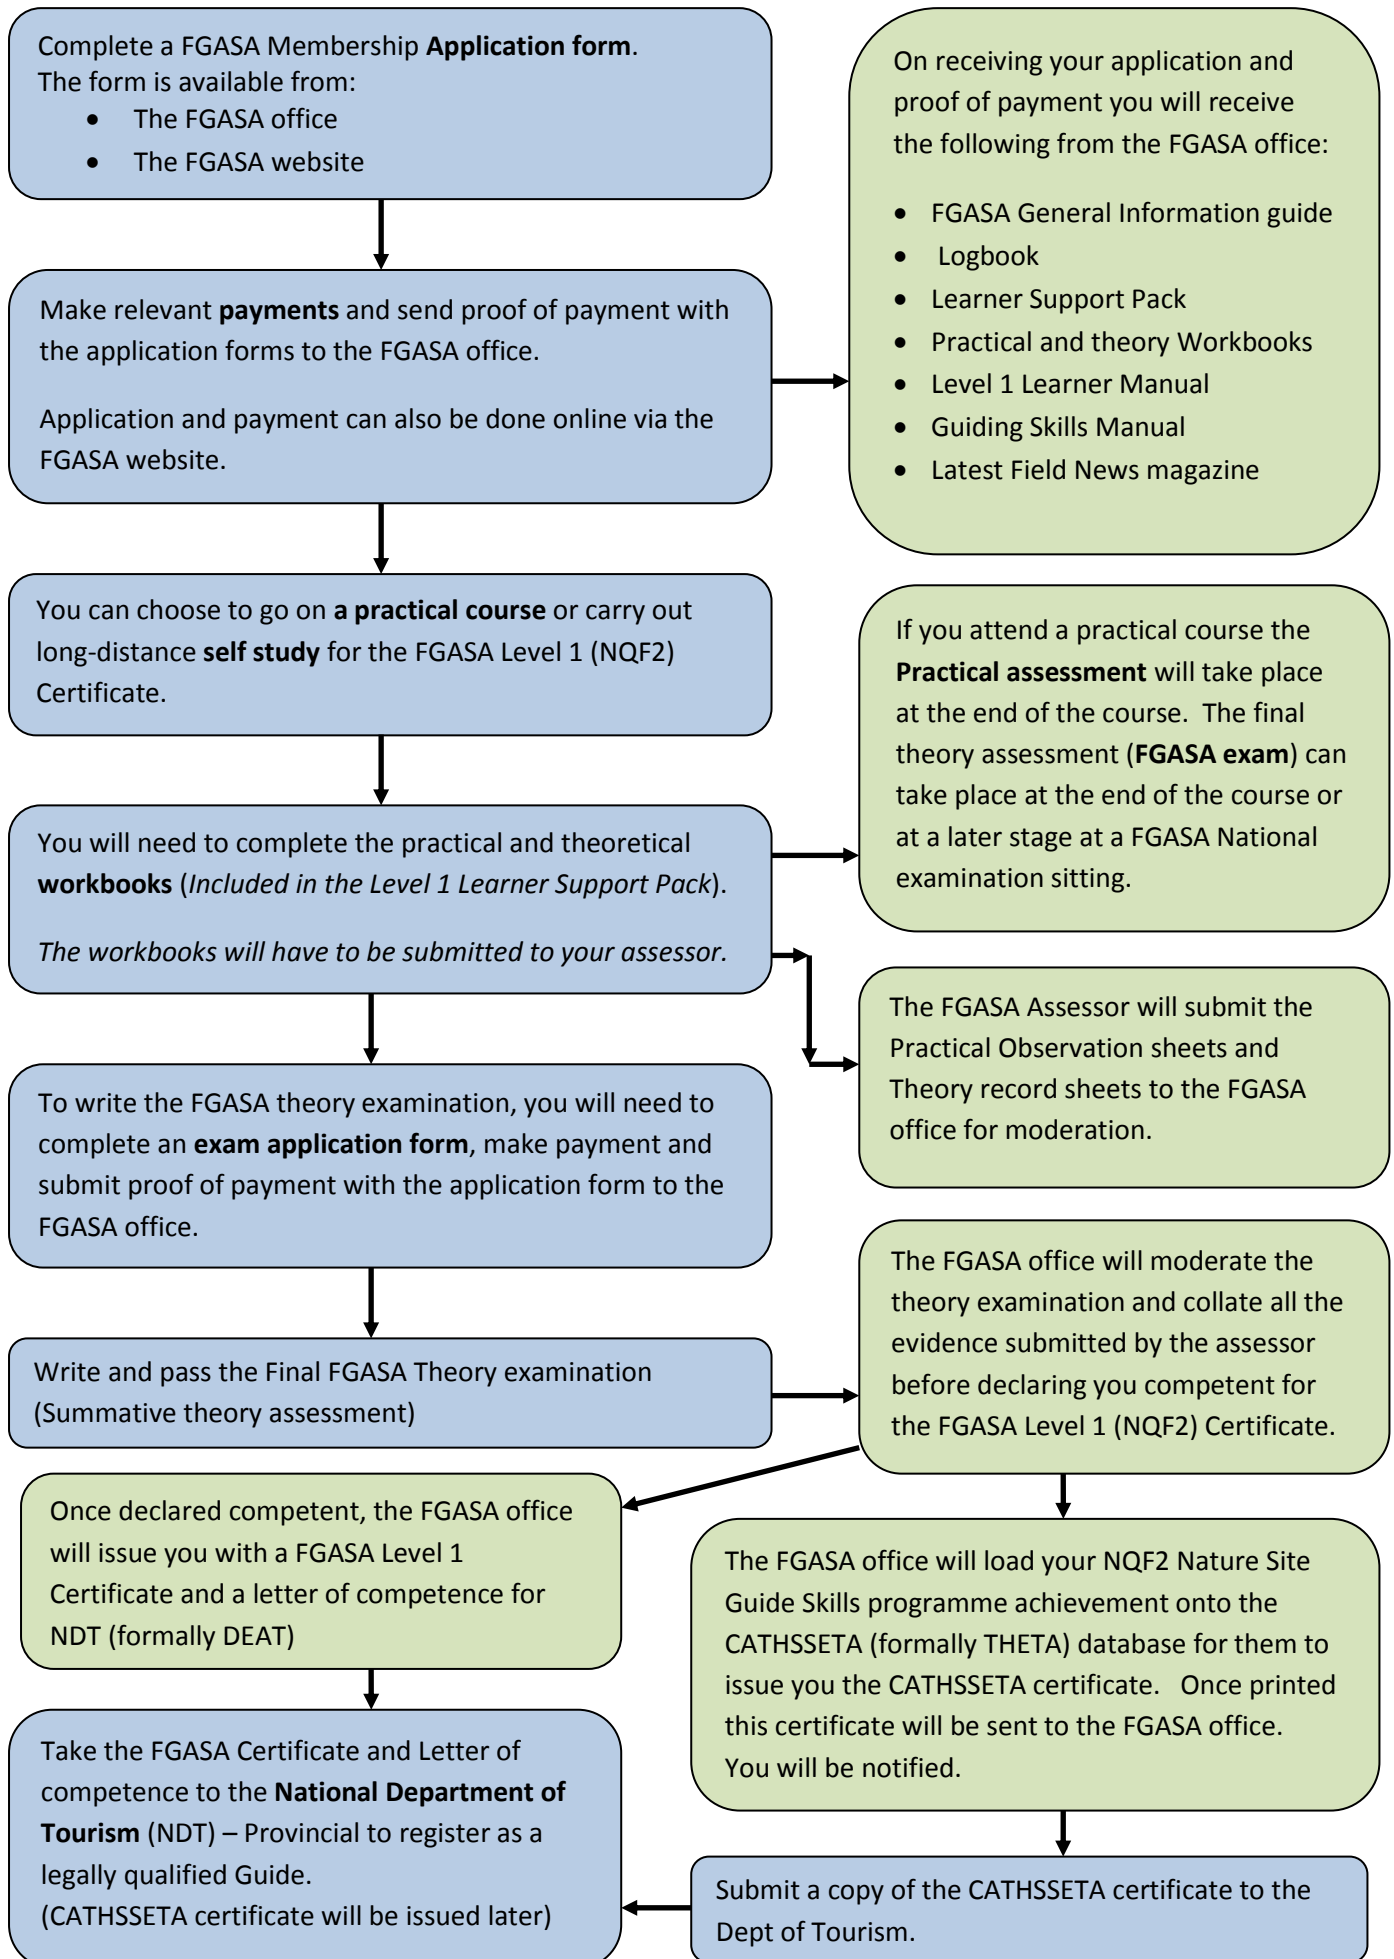 Complete a FGASA Membership Application form.
The form is available from:
• The FGASA office
• The FGASA website
On receiving your application and
proof of payment you will receive
the following from the FGASA office:
• FGASA General Information guide
• Logbook
• Learner Support Pack
• Practical and theory Workbooks
• Level 1 Learner Manual
• Guiding Skills Manual
• Latest Field News magazine
Make relevant payments and send proof of payment with
the application forms to the FGASA office.
Application and payment can also be done online via the
FGASA website.
You can choose to go on a practical course or carry out
long-distance self study for the FGASA Level 1 (NQF2)
Certificate.
If you attend a practical course the
Practical assessment will take place
at the end of the course. The final
theory assessment (FGASA exam) can
take place at the end of the course or
at a later stage at a FGASA National
examination sitting.
You will need to complete the practical and theoretical
workbooks (Included in the Level 1 Learner Support Pack).
The workbooks will have to be submitted to your assessor.
The FGASA Assessor will submit the
Practical Observation sheets and
Theory record sheets to the FGASA
office for moderation.
To write the FGASA theory examination, you will need to
complete an exam application form, make payment and
submit proof of payment with the application form to the
FGASA office.
The FGASA office will moderate the
theory examination and collate all the
evidence submitted by the assessor
before declaring you competent for
the FGASA Level 1 (NQF2) Certificate.
Write and pass the Final FGASA Theory examination
(Summative theory assessment)
Once declared competent, the FGASA office
will issue you with a FGASA Level 1
Certificate and a letter of competence for
NDT (formally DEAT)
The FGASA office will load your NQF2 Nature Site
Guide Skills programme achievement onto the
CATHSSETA (formally THETA) database for them to
issue you the CATHSSETA certificate. Once printed
this certificate will be sent to the FGASA office.
You will be notified.
Take the FGASA Certificate and Letter of
competence to the National Department of
Tourism (NDT) – Provincial to register as a
legally qualified Guide.
(CATHSSETA certificate will be issued later)
Submit a copy of the CATHSSETA certificate to the
Dept of Tourism.